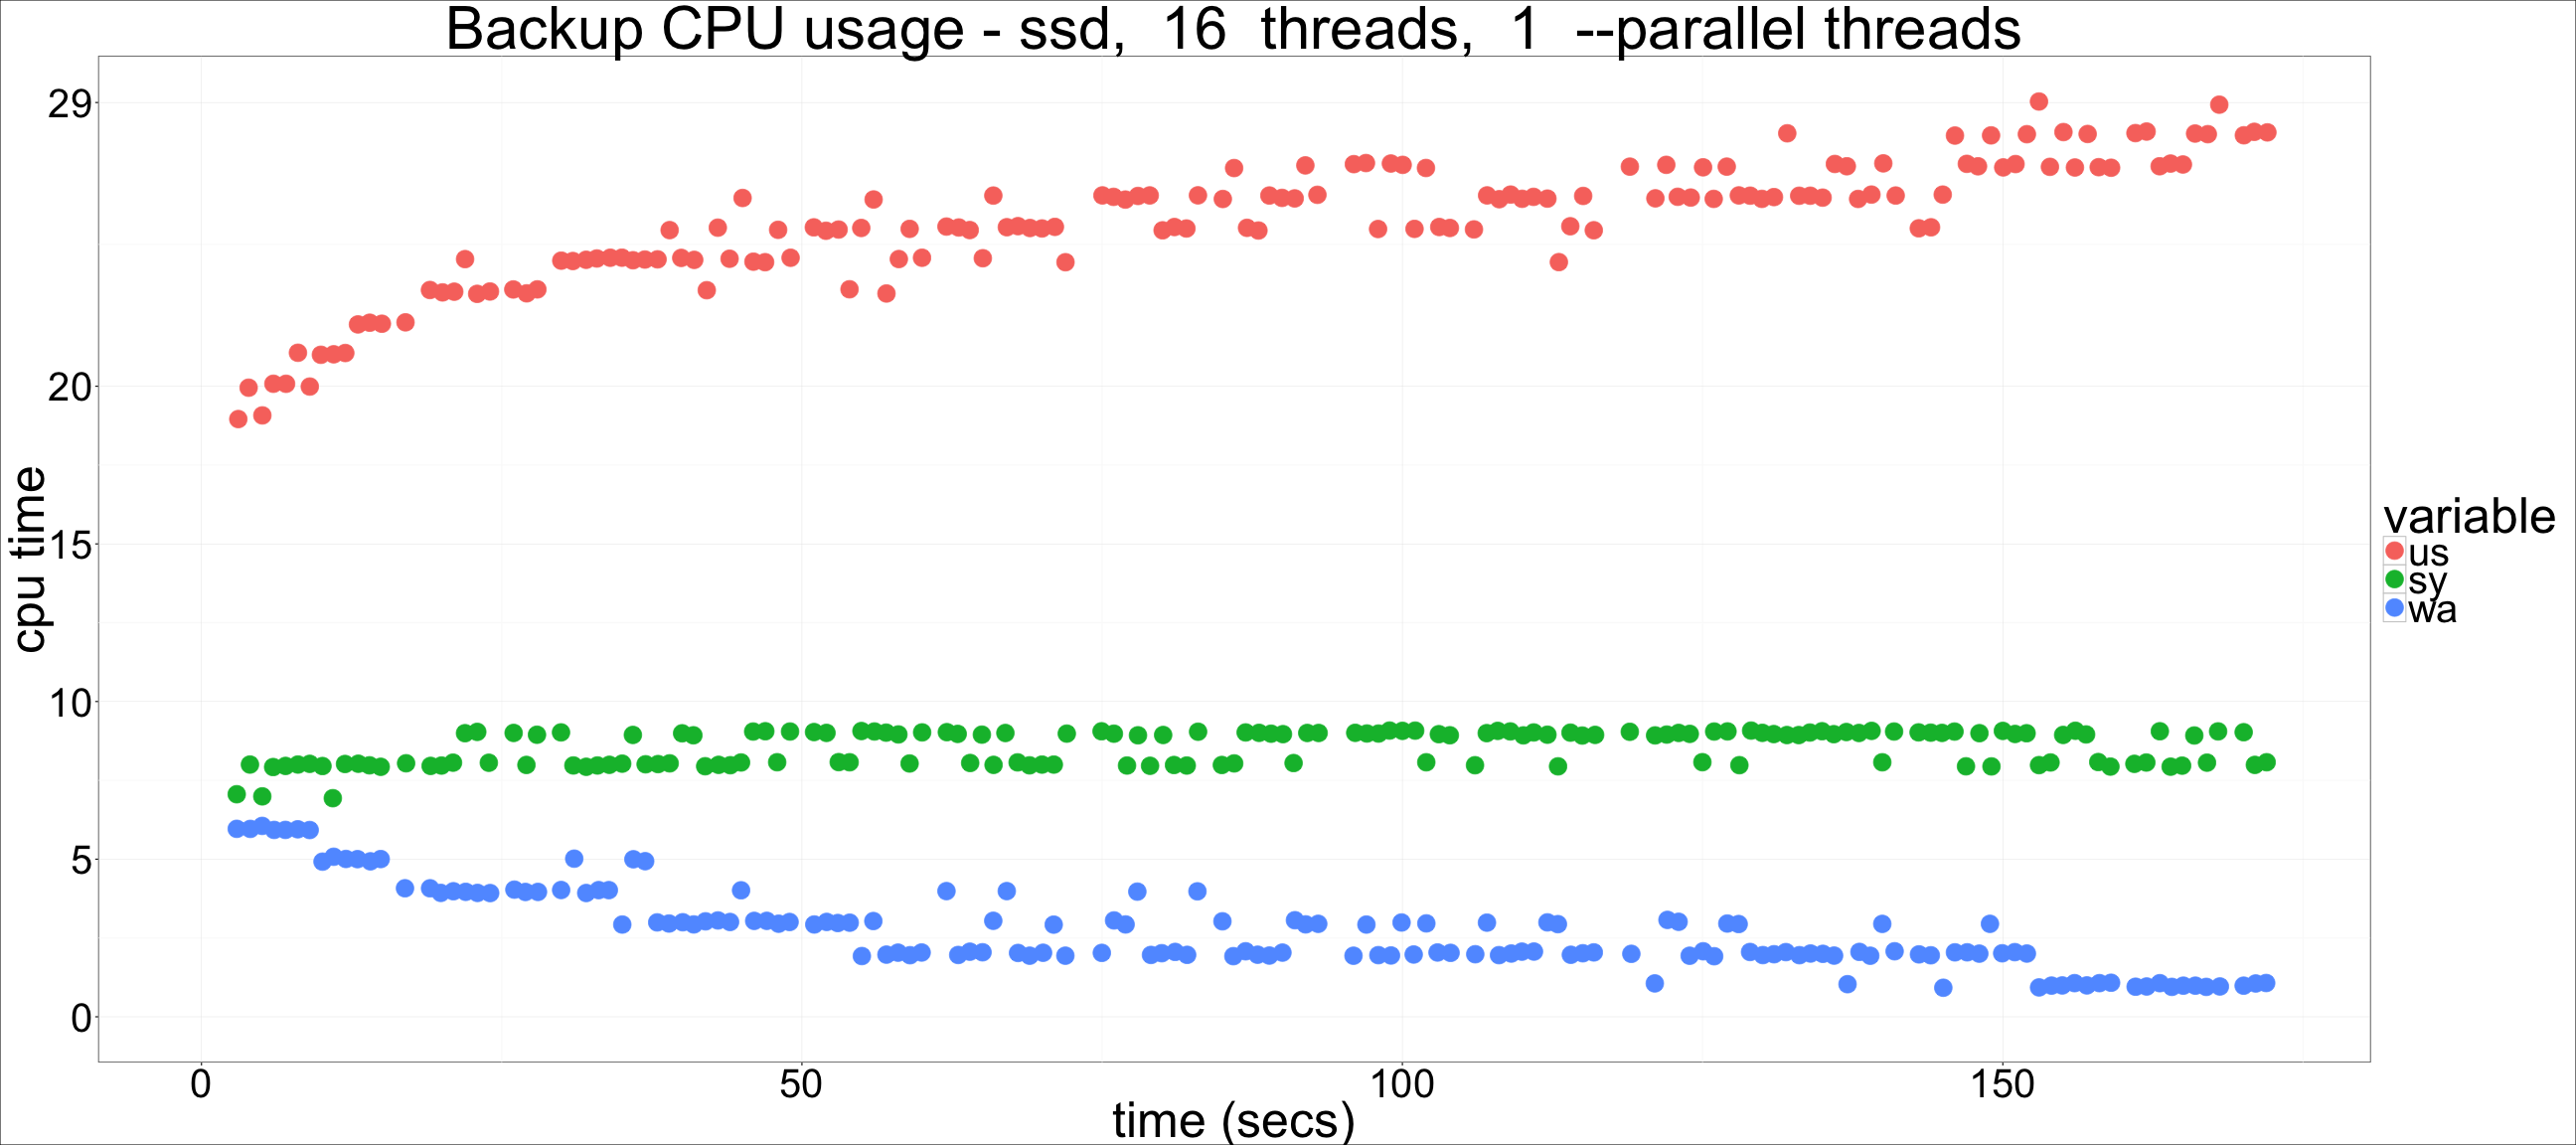 Backup CPU usage - ssd,  16  threads,  1  --parallel threads
29
20
15
10
5
0
cpu time
0 50 100 150
time (secs)
variable
us
sy
wa